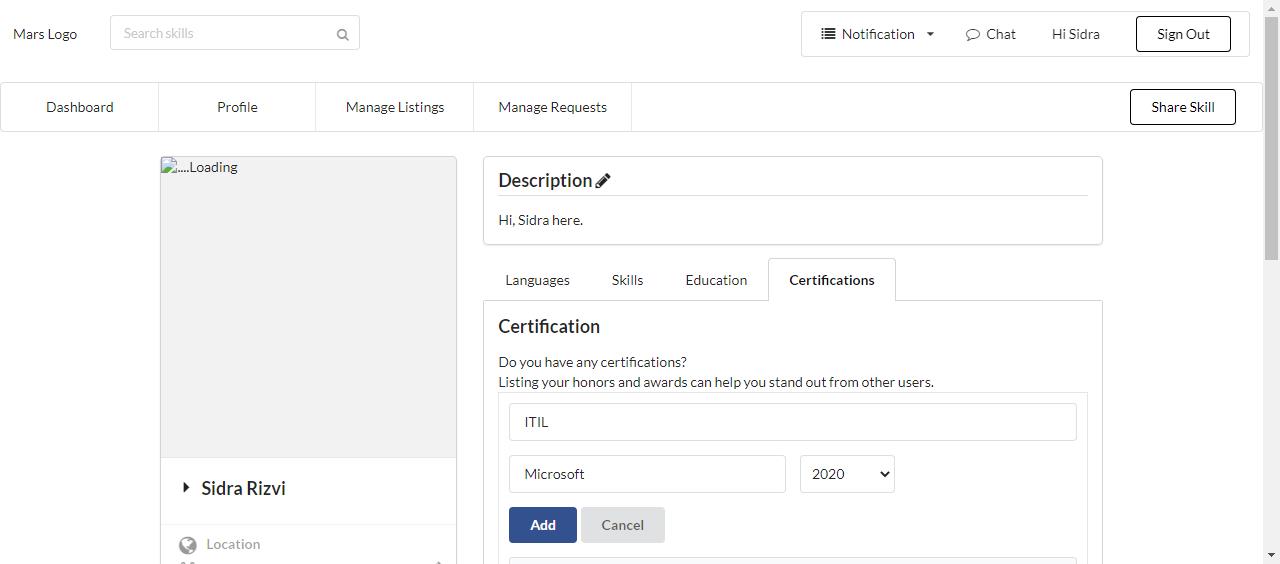 Mars Logo
Search skills
Notification
Chat
Hi Sidra
Sign Out
Dashboard
Profile
Manage Listings
Manage Requests
Share Skill
....Loading
Sidra Rizvi
Location
Description
Hi, Sidra here.
Languages
Skills
Education
Certifications
Certification
Do you have any certifications?
Listing your honors and awards can help you stand out from other users.
ITIL
Microsoft
2020
Add
Cancel